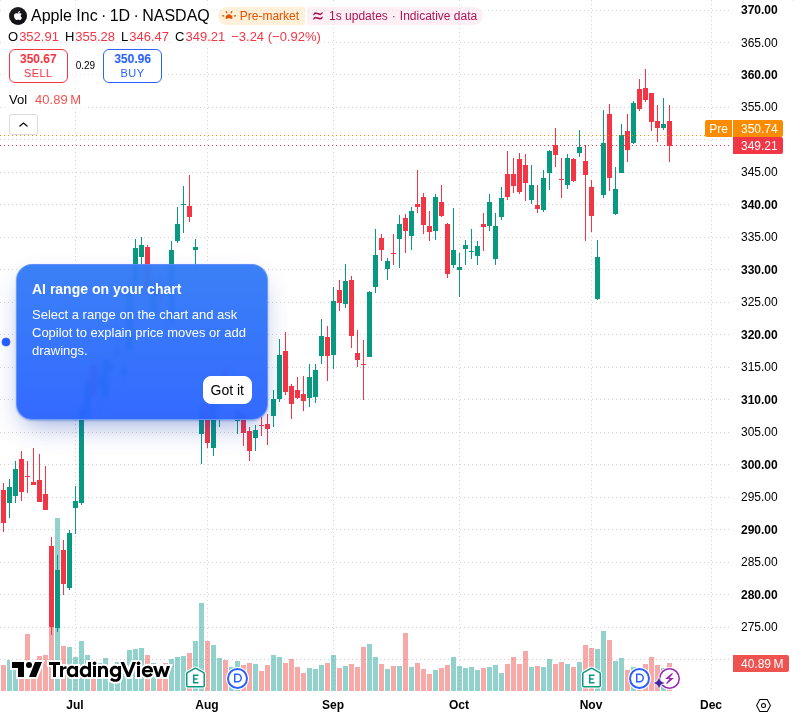 Apple Inc · 1D · NASDAQ Pre-market 1s updates · Indicative data
O352.91 H355.28 L346.47 C349.21 −3.24 (−0.92%)
350.67 SELL 0.29 350.96 BUY
Vol 40.89 M
370.00
365.00
360.00
355.00
Pre 350.74
349.21
345.00
340.00
335.00
330.00
325.00
320.00
315.00
310.00
305.00
300.00
295.00
290.00
285.00
280.00
275.00
40.89 M
AI range on your chart
Select a range on the chart and ask
Copilot to explain price moves or add
drawings.
Got it
TradingView
E D E D
Jul Aug Sep Oct Nov Dec